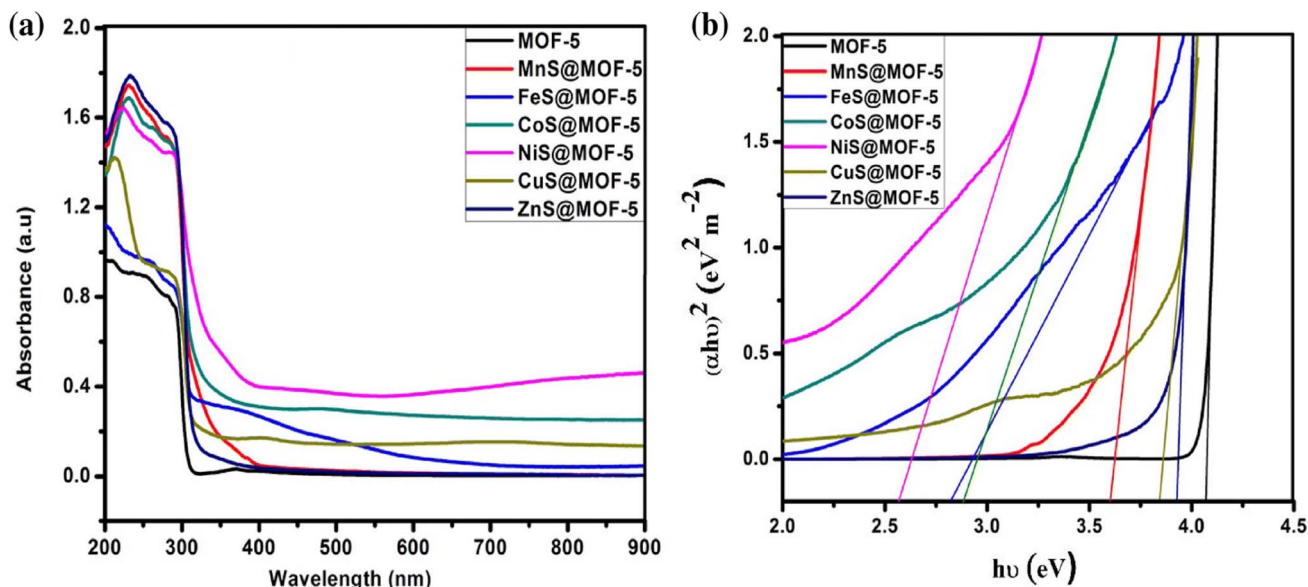 (a)
2.0
1.6
1.2
0.8
0.4
0.0
Absorbance (a.u)
MOF-5
MnS@MOF-5
FeS@MOF-5
CoS@MOF-5
NiS@MOF-5
CuS@MOF-5
ZnS@MOF-5
200 300 400 500 600 700 800 900
Wavelength (nm)
(b)
2.0
1.5
1.0
0.5
0.0
(αhυ)² (eV² m⁻²)
MOF-5
MnS@MOF-5
FeS@MOF-5
CoS@MOF-5
NiS@MOF-5
CuS@MOF-5
ZnS@MOF-5
2.0 2.5 3.0 3.5 4.0 4.5
hυ (eV)